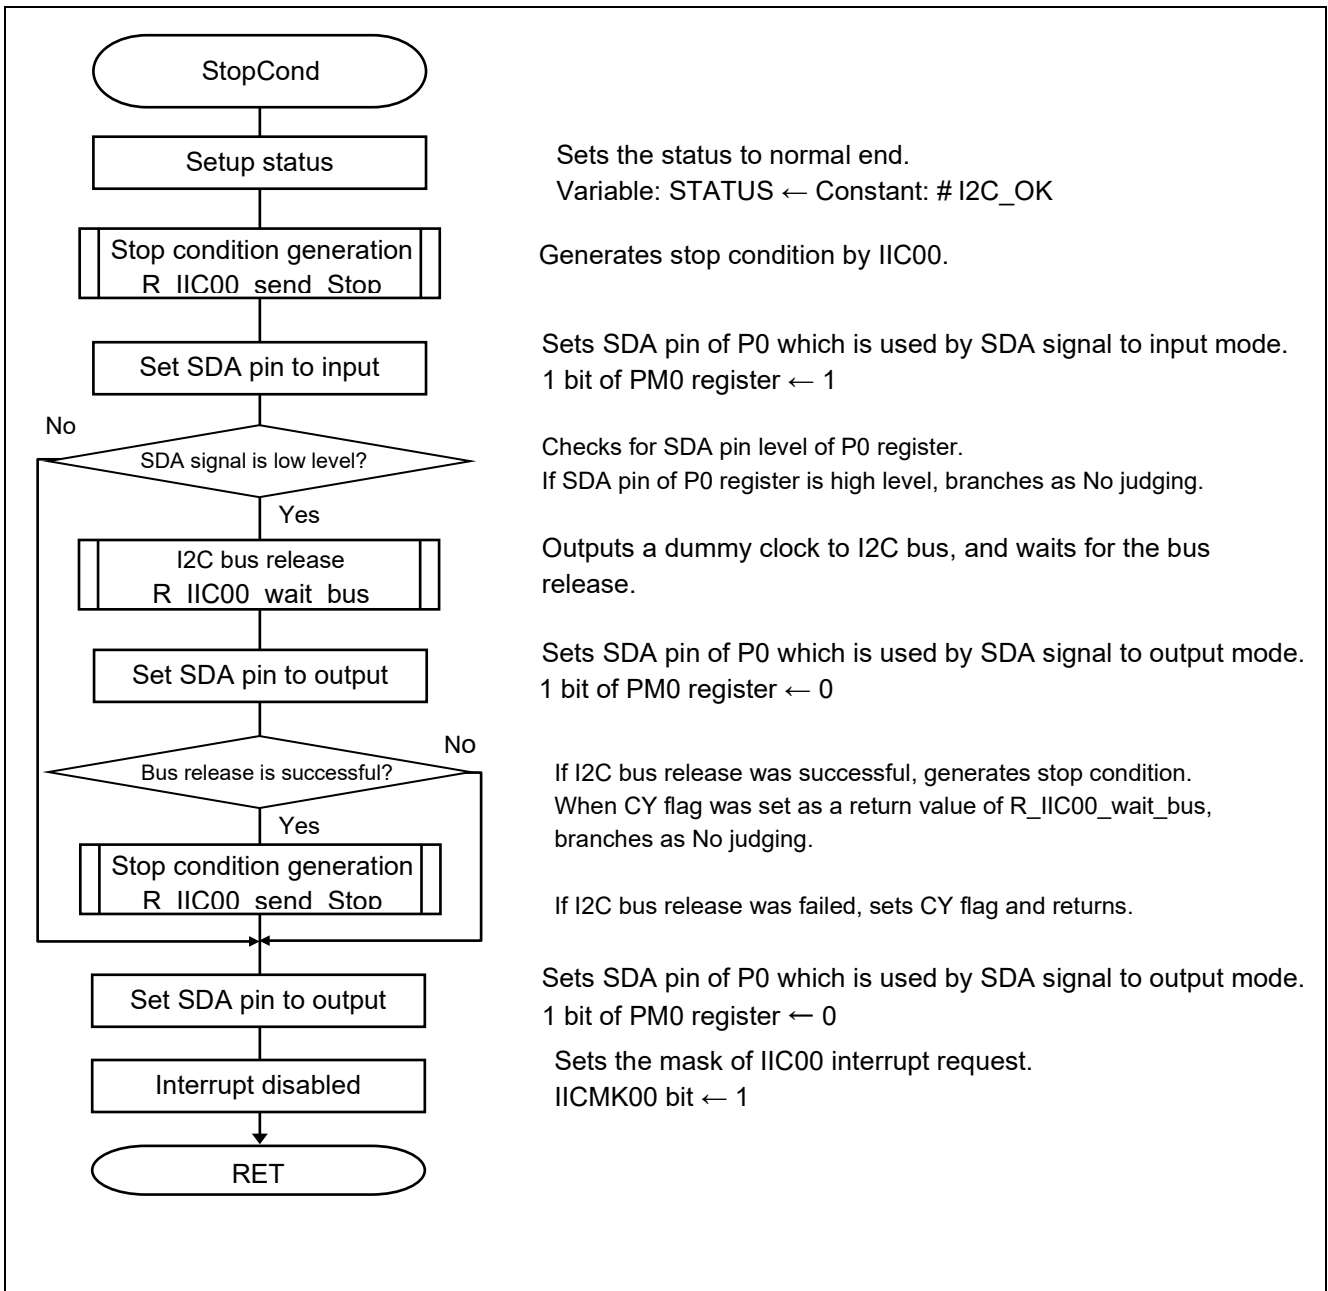 StopCond
Setup status
Sets the status to normal end.
Variable: STATUS ← Constant: # I2C_OK
Stop condition generation
R_IIC00_send_Stop
Generates stop condition by IIC00.
Set SDA pin to input
Sets SDA pin of P0 which is used by SDA signal to input mode.
1 bit of PM0 register ← 1
No
SDA signal is low level?
Checks for SDA pin level of P0 register.
If SDA pin of P0 register is high level, branches as No judging.
Yes
I2C bus release
R_IIC00_wait_bus
Outputs a dummy clock to I2C bus, and waits for the bus
release.
Set SDA pin to output
Sets SDA pin of P0 which is used by SDA signal to output mode.
1 bit of PM0 register ← 0
No
Bus release is successful?
If I2C bus release was successful, generates stop condition.
When CY flag was set as a return value of R_IIC00_wait_bus,
branches as No judging.
Yes
Stop condition generation
R_IIC00_send_Stop
If I2C bus release was failed, sets CY flag and returns.
Set SDA pin to output
Sets SDA pin of P0 which is used by SDA signal to output mode.
1 bit of PM0 register ← 0
Interrupt disabled
Sets the mask of IIC00 interrupt request.
IICMK00 bit ← 1
RET